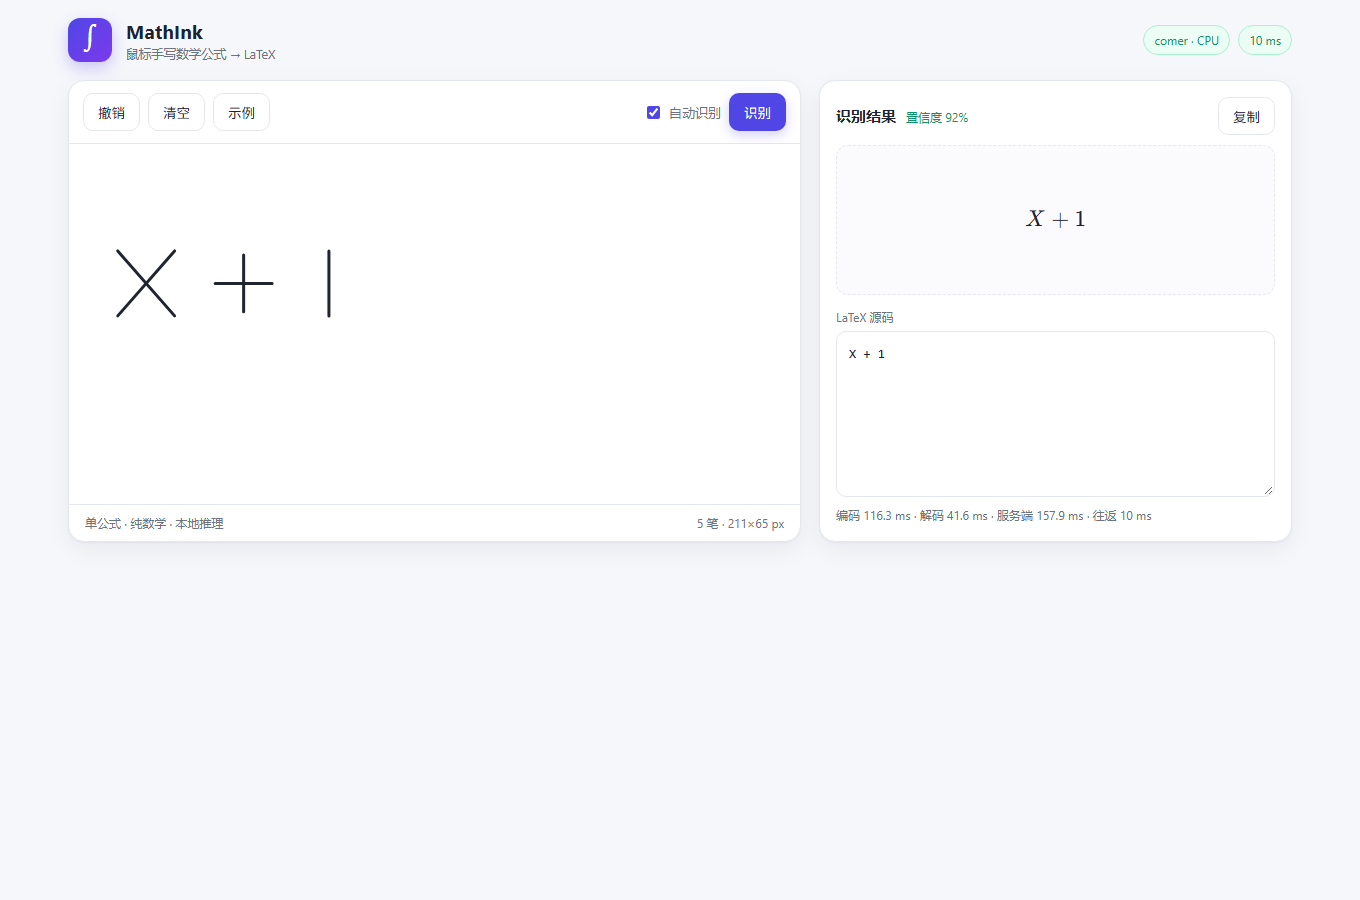 ∫ MathInk
鼠标手写数学公式 → LaTeX
comer · CPU 10 ms
撤销 清空 示例 自动识别 识别
X + 1
单公式 · 纯数学 · 本地推理 5 笔 · 211×65 px
识别结果 置信度 92% 复制
X + 1
LaTeX 源码
X + 1
编码 116.3 ms · 解码 41.6 ms · 服务端 157.9 ms · 往返 10 ms